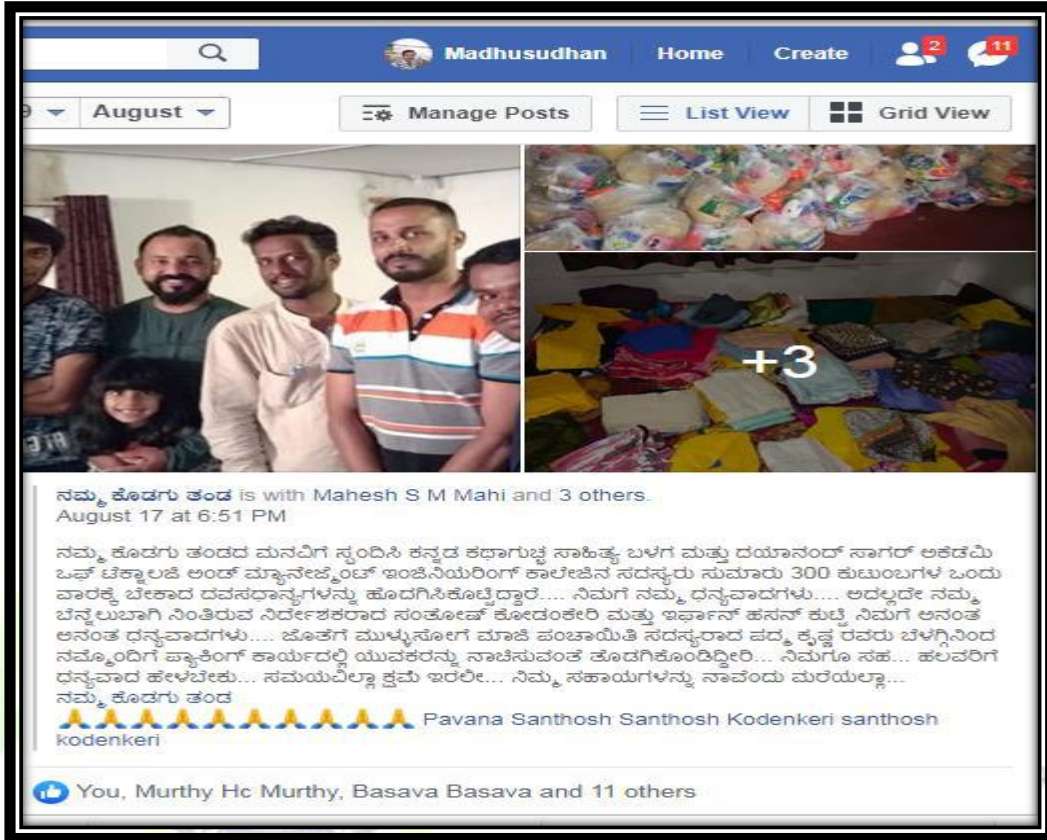 Madhusudhan Home Create 2 11
9 August Manage Posts List View Grid View
+3
ನಮ್ಮ ಕೊಡಗು ತಂಡ is with Mahesh S M Mahi and 3 others.
August 17 at 6:51 PM
ನಮ್ಮ ಕೊಡಗು ತಂಡದ ಮನವಿಗೆ ಸ್ಪಂದಿಸಿ ಕನ್ನಡ ಕಥಾಗುಚ್ಛ ಸಾಹಿತ್ಯ ಬಳಗ ಮತ್ತು ದಯಾನಂದ್ ಸಾಗರ್ ಅಕೆಡೆಮಿ
ಒಫ್ ಟೆಕ್ನಾಲಜಿ ಅಂಡ್ ಮ್ಯಾನೇಜ್ಮೆಂಟ್ ಇಂಜಿನಿಯರಿಂಗ್ ಕಾಲೇಜಿನ ಸದಸ್ಯರು ಸುಮಾರು 300 ಕುಟುಂಬಗಳ ಒಂದು
ವಾರಕ್ಕೆ ಬೇಕಾದ ದವಸಧಾನ್ಯಗಳನ್ನು ಹೊದಗಿಸಿಕೊಟ್ಟಿದ್ದಾರೆ.... ನಿಮಗೆ ನಮ್ಮ ಧನ್ಯವಾದಗಳು.... ಅದಲ್ಲದೇ ನಮ್ಮ
ಬೆನ್ನೆಲುಬಾಗಿ ನಿಂತಿರುವ ನಿರ್ದೇಶಕರಾದ ಸಂತೋಷ್ ಕೋಡಂಕೇರಿ ಮತ್ತು ಇರ್ಫಾನ್ ಹಸನ್ ಕುಟ್ಟಿ ನಿಮಗೆ ಅನಂತ
ಅನಂತ ಧನ್ಯವಾದಗಳು.... ಜೊತೆಗೆ ಮುಳ್ಳುಸೋಗೆ ಮಾಜಿ ಪಂಚಾಯಿತಿ ಸದಸ್ಯರಾದ ಪದ್ಮ ಕೃಷ್ಣ ರವರು ಬೆಳಗ್ಗಿನಿಂದ
ನಮ್ಮೊಂದಿಗೆ ಪ್ಯಾಕಿಂಗ್ ಕಾರ್ಯದಲ್ಲಿ ಯುವಕರನ್ನು ನಾಚಿಸುವಂತೆ ತೊಡಗಿಕೊಂಡಿದ್ದೀರಿ... ನಿಮಗೂ ಸಹ... ಹಲವರಿಗೆ
ಧನ್ಯವಾದ ಹೇಳಬೇಕು... ಸಮಯವಿಲ್ಲಾ ಕ್ಷಮೆ ಇರಲೀ... ನಿಮ್ಮ ಸಹಾಯಗಳನ್ನು ನಾವೆಂದು ಮರೆಯಲ್ಲಾ...
ನಮ್ಮ ಕೊಡಗು ತಂಡ
🙏🙏🙏🙏🙏🙏🙏🙏🙏🙏 Pavana Santhosh Santhosh Kodenkeri santhosh
kodenkeri
You, Murthy Hc Murthy, Basava Basava and 11 others